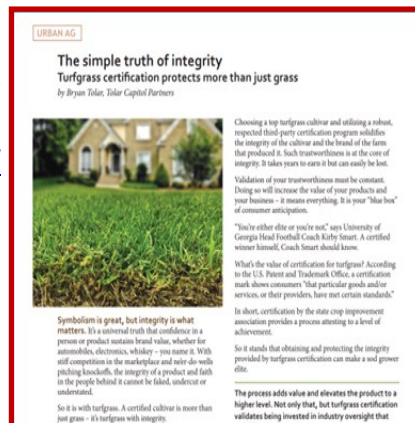 URBAN AG
The simple truth of integrity
Turfgrass certification protects more than just grass
by Bryan Tolar, Tolar Capitol Partners
Symbolism is great, but integrity is what
matters. It's a universal truth that confidence in a
person or product sustains brand value, whether for
automobiles, electronics, whiskey – you name it. With
stiff competition in the marketplace and neer-do-wells
pitching knockoffs, the integrity of a product and faith
in the people behind it cannot be faked, undercut or
understated.
So it is with turfgrass. A certified cultivar is more than
just grass – it's turfgrass with integrity.
Choosing a top turfgrass cultivar and utilizing a robust,
respected third-party certification program solidifies
the integrity of the cultivar and the brand of the farm
that produced it. Such trustworthiness is at the core of
integrity. It takes years to earn it but can easily be lost.
Validation of your trustworthiness must be constant.
Doing so will increase the value of your products and
your business – it means everything. It is your "blue box"
of consumer anticipation.
"You're either elite or you're not," says University of
Georgia Head Football Coach Kirby Smart. A certified
winner himself, Coach Smart should know.
What's the value of certification for turfgrass? According
to the U.S. Patent and Trademark Office, a certification
mark shows consumers "that particular goods and/or
services, or their providers, have met certain standards."
In short, certification by the state crop improvement
association provides a process attesting to a level of
achievement.
So it stands that obtaining and protecting the integrity
provided by turfgrass certification can make a sod grower
elite.
The process adds value and elevates the product to a
higher level. Not only that, but turfgrass certification
validates being invested in industry oversight that